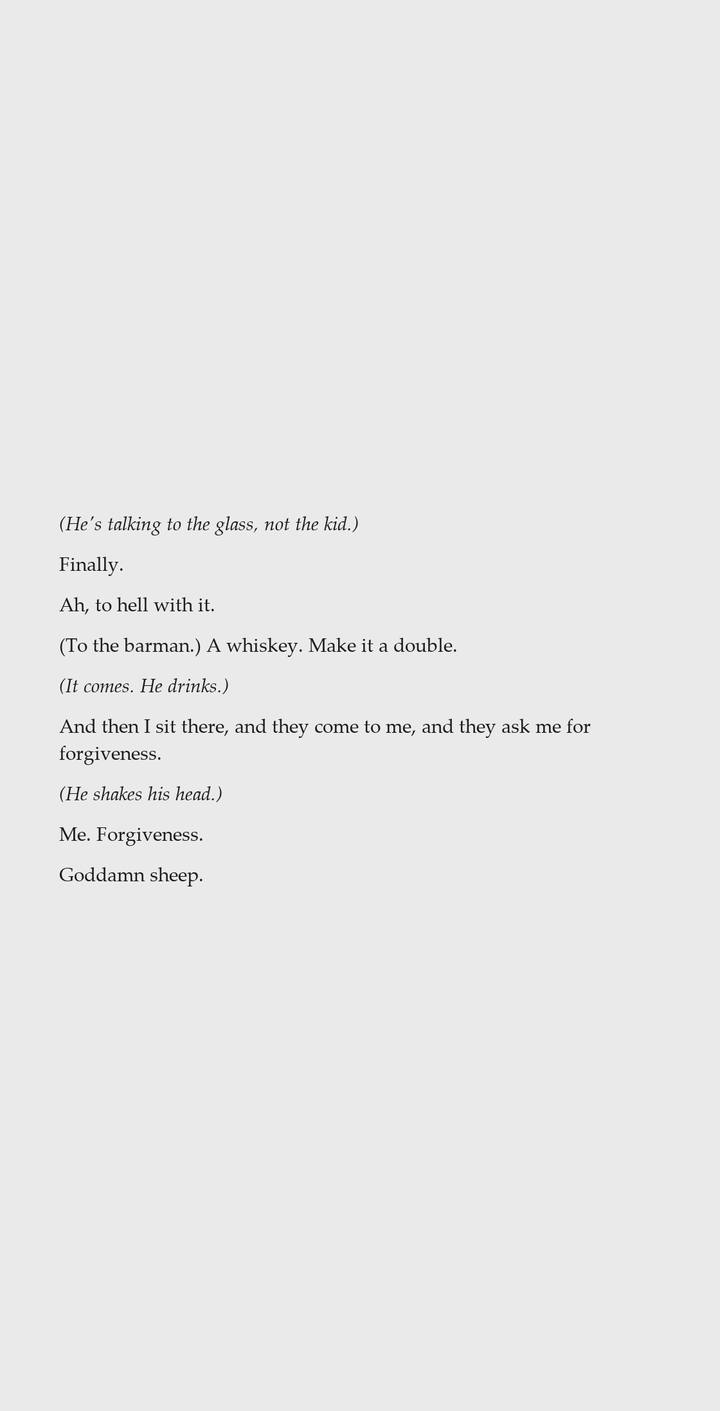 (He’s talking to the glass, not the kid.)
Finally.
Ah, to hell with it.
(To the barman.) A whiskey. Make it a double.
(It comes. He drinks.)
And then I sit there, and they come to me, and they ask me for
forgiveness.
(He shakes his head.)
Me. Forgiveness.
Goddamn sheep.